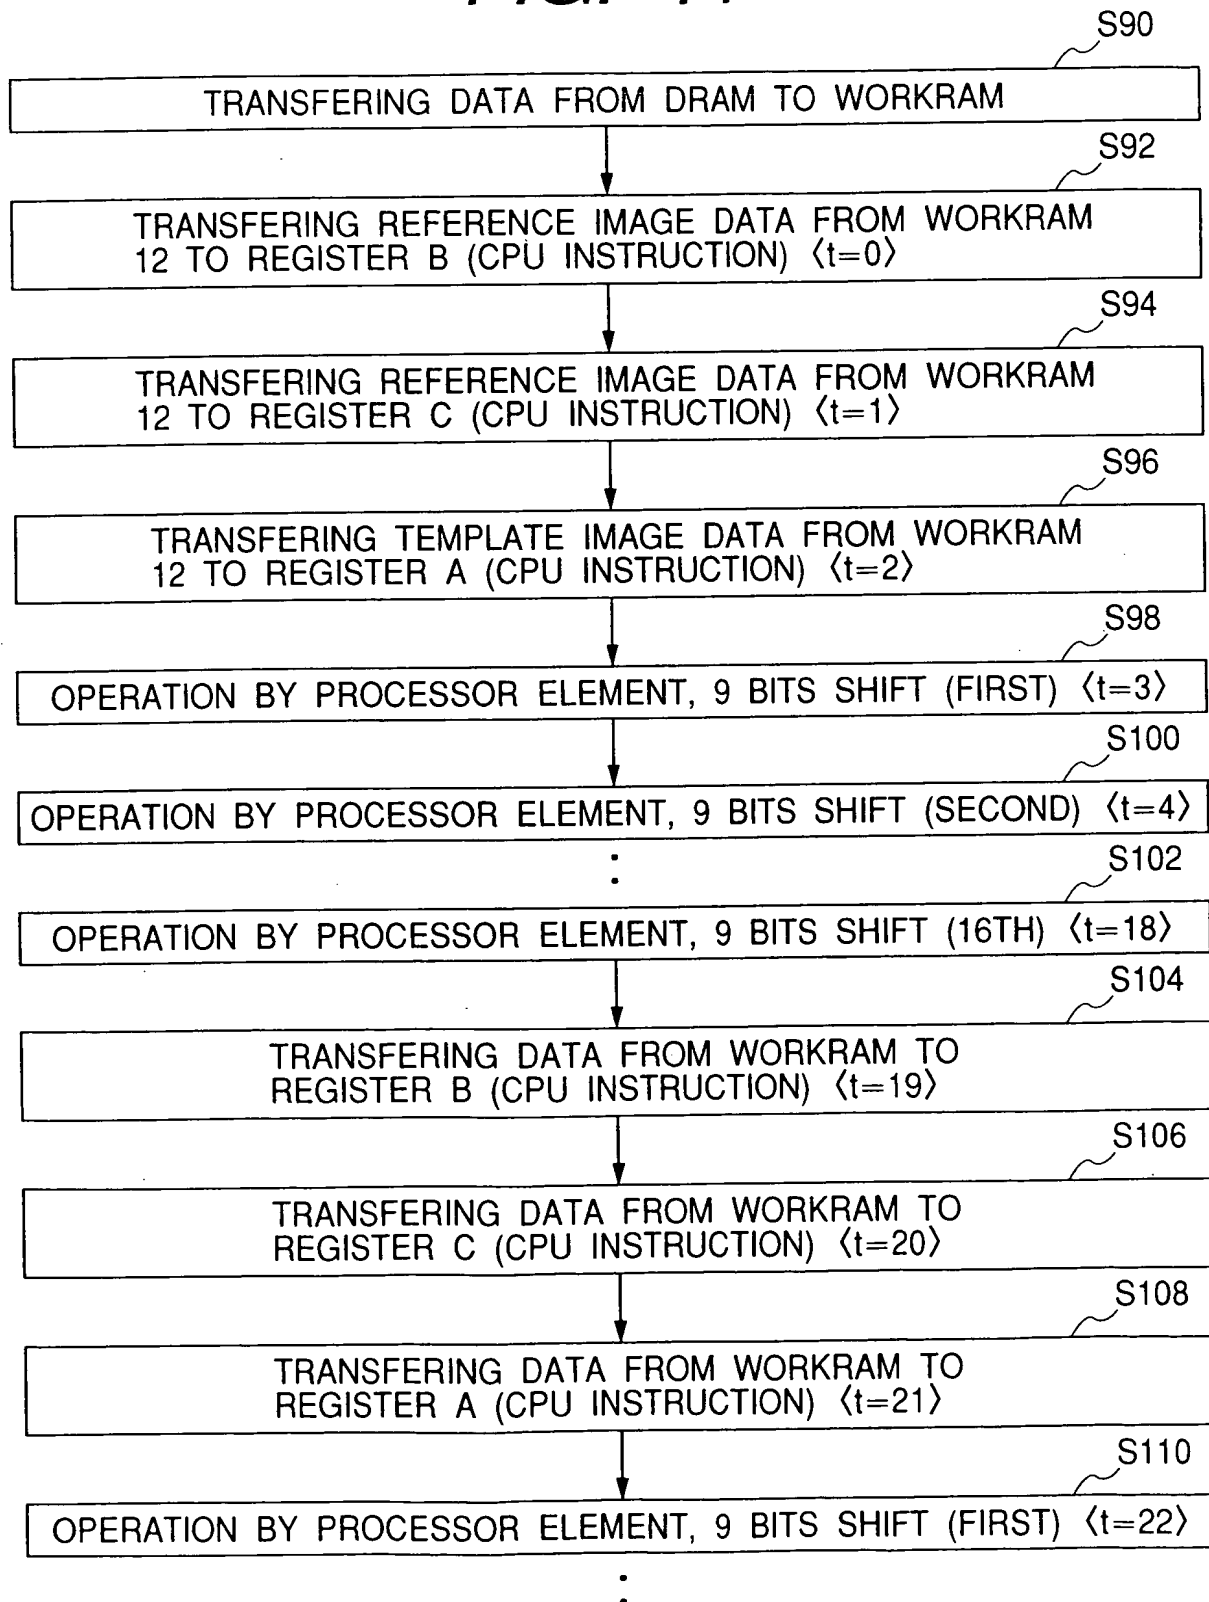 S90
TRANSFERING DATA FROM DRAM TO WORKRAM
S92
TRANSFERING REFERENCE IMAGE DATA FROM WORKRAM
12 TO REGISTER B (CPU INSTRUCTION) ⟨t=0⟩
S94
TRANSFERING REFERENCE IMAGE DATA FROM WORKRAM
12 TO REGISTER C (CPU INSTRUCTION) ⟨t=1⟩
S96
TRANSFERING TEMPLATE IMAGE DATA FROM WORKRAM
12 TO REGISTER A (CPU INSTRUCTION) ⟨t=2⟩
S98
OPERATION BY PROCESSOR ELEMENT, 9 BITS SHIFT (FIRST) ⟨t=3⟩
S100
OPERATION BY PROCESSOR ELEMENT, 9 BITS SHIFT (SECOND) ⟨t=4⟩
S102
OPERATION BY PROCESSOR ELEMENT, 9 BITS SHIFT (16TH) ⟨t=18⟩
S104
TRANSFERING DATA FROM WORKRAM TO
REGISTER B (CPU INSTRUCTION) ⟨t=19⟩
S106
TRANSFERING DATA FROM WORKRAM TO
REGISTER C (CPU INSTRUCTION) ⟨t=20⟩
S108
TRANSFERING DATA FROM WORKRAM TO
REGISTER A (CPU INSTRUCTION) ⟨t=21⟩
S110
OPERATION BY PROCESSOR ELEMENT, 9 BITS SHIFT (FIRST) ⟨t=22⟩